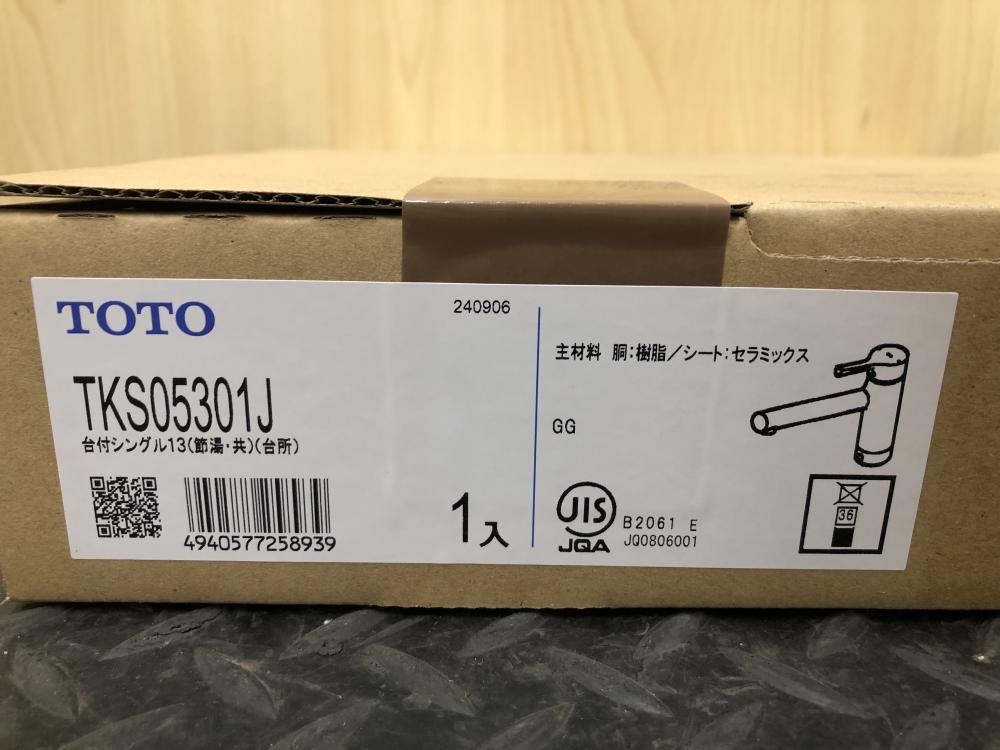 TOTO
240906
TKS05301J
台付シングル13(節湯・共)(台所)
4940577258939
1入
主材料 胴:樹脂/シート:セラミックス
GG
JIS
JQA
B2061 E
JQ0806001
36